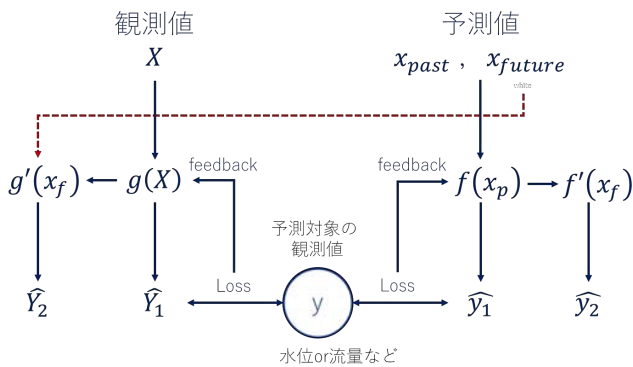 観測値
予測値
X
x_past , x_future
white
feedback
feedback
g′(x_f)
g(X)
f(x_p)
f′(x_f)
予測対象の
観測値
Loss
Loss
Ŷ_2
Ŷ_1
y
ŷ_1
ŷ_2
水位or流量など